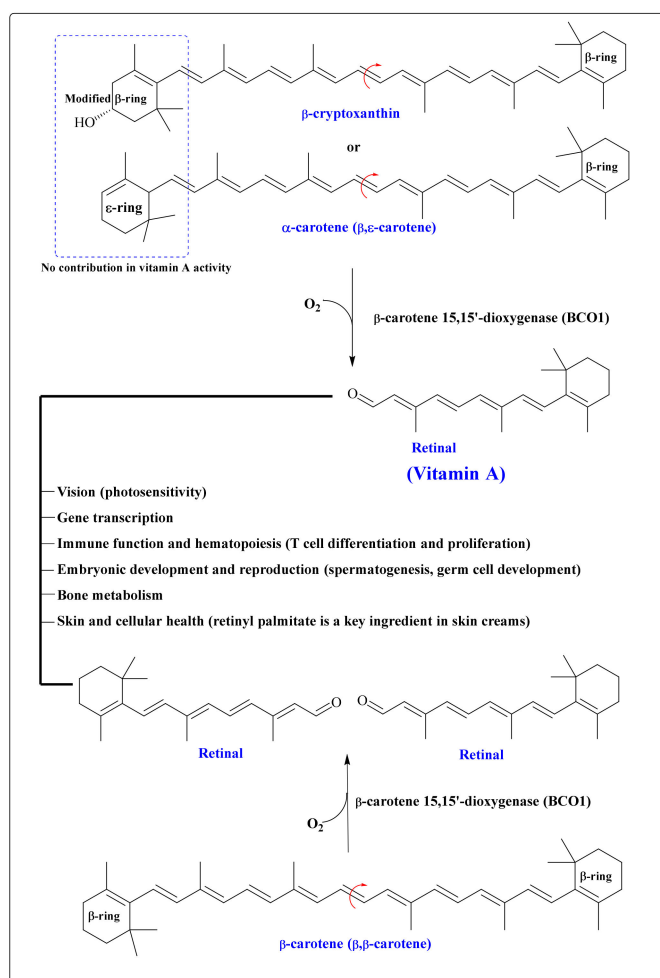 β-ring
Modified β-ring
HO
β-cryptoxanthin
or
β-ring
ε-ring
α-carotene (β,ε-carotene)
No contribution in vitamin A activity
O2
β-carotene 15,15'-dioxygenase (BCO1)
O
Retinal
(Vitamin A)
Vision (photosensitivity)
Gene transcription
Immune function and hematopoiesis (T cell differentiation and proliferation)
Embryonic development and reproduction (spermatogenesis, germ cell development)
Bone metabolism
Skin and cellular health (retinyl palmitate is a key ingredient in skin creams)
O O
Retinal Retinal
β-carotene 15,15'-dioxygenase (BCO1)
O2
β-ring
β-ring
β-carotene (β,β-carotene)